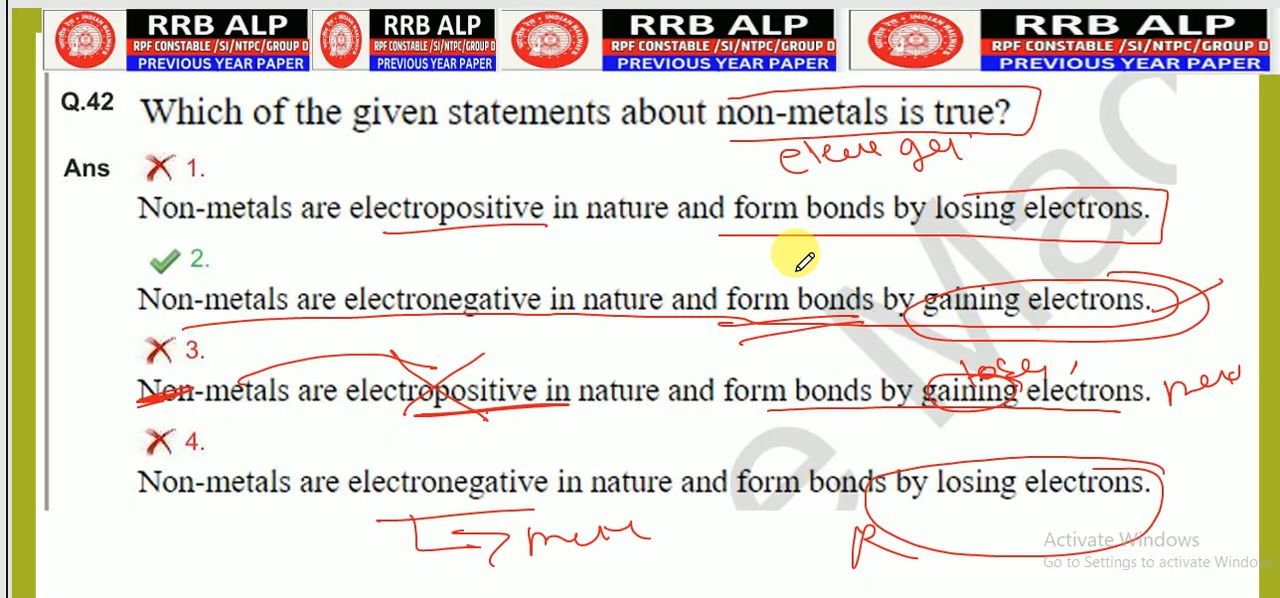 RRB ALP RRB ALP RRB ALP RRB ALP
RPF CONSTABLE /SI/NTPC/GROUP D RPF CONSTABLE /SI/NTPC/GROUP D RPF CONSTABLE /SI/NTPC/GROUP D RPF CONSTABLE /SI/NTPC/GROUP D
PREVIOUS YEAR PAPER PREVIOUS YEAR PAPER PREVIOUS YEAR PAPER PREVIOUS YEAR PAPER
Q.42 Which of the given statements about non-metals is true?
Ans 1.
Non-metals are electropositive in nature and form bonds by losing electrons.
2.
Non-metals are electronegative in nature and form bonds by gaining electrons.
3.
Non-metals are electropositive in nature and form bonds by gaining electrons.
4.
Non-metals are electronegative in nature and form bonds by losing electrons.
Activate Windows
Go to Settings to activate Windows